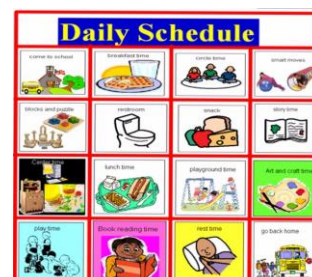 Daily Schedule
come to school
breakfast time
circle time
small moves
blocks and puzzle
restroom
snack
story time
Center time
lunch time
playground time
Art and craft time
play time
Book reading time
rest time
go back home